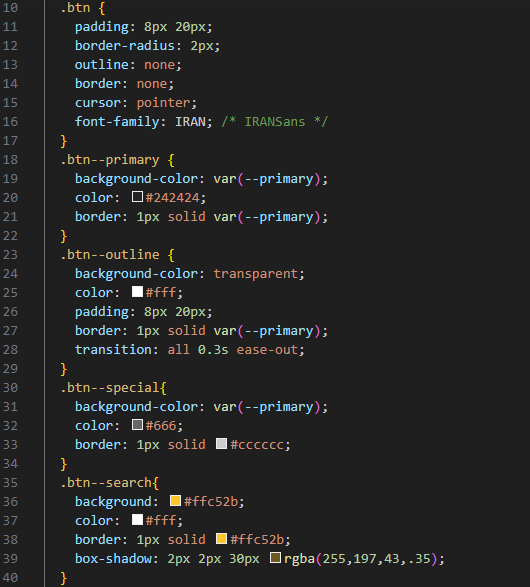 10 .btn {
11 padding: 8px 20px;
12 border-radius: 2px;
13 outline: none;
14 border: none;
15 cursor: pointer;
16 font-family: IRAN; /* IRANSans */
17 }
18 .btn--primary {
19 background-color: var(--primary);
20 color: #242424;
21 border: 1px solid var(--primary);
22 }
23 .btn--outline {
24 background-color: transparent;
25 color: #fff;
26 padding: 8px 20px;
27 border: 1px solid var(--primary);
28 transition: all 0.3s ease-out;
29 }
30 .btn--special{
31 background-color: var(--primary);
32 color: #666;
33 border: 1px solid #cccccc;
34 }
35 .btn--search{
36 background: #ffc52b;
37 color: #fff;
38 border: 1px solid #ffc52b;
39 box-shadow: 2px 2px 30px rgba(255,197,43,.35);
40 }